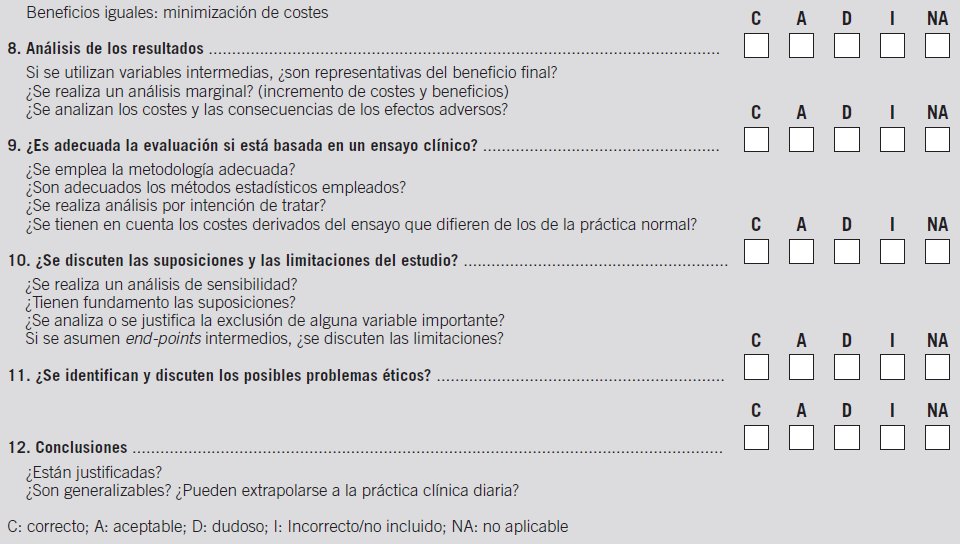 Beneficios iguales: minimización de costes
C A D I NA
8. Análisis de los resultados ........................................................................................................
Si se utilizan variables intermedias, ¿son representativas del beneficio final?
¿Se realiza un análisis marginal? (incremento de costes y beneficios)
¿Se analizan los costes y las consecuencias de los efectos adversos?
C A D I NA
9. ¿Es adecuada la evaluación si está basada en un ensayo clínico? ................................................
¿Se emplea la metodología adecuada?
¿Son adecuados los métodos estadísticos empleados?
¿Se realiza análisis por intención de tratar?
¿Se tienen en cuenta los costes derivados del ensayo que difieren de los de la práctica normal?
C A D I NA
10. ¿Se discuten las suposiciones y las limitaciones del estudio? ......................................................
¿Se realiza un análisis de sensibilidad?
¿Tienen fundamento las suposiciones?
¿Se analiza o se justifica la exclusión de alguna variable importante?
Si se asumen end-points intermedios, ¿se discuten las limitaciones?
C A D I NA
11. ¿Se identifican y discuten los posibles problemas éticos? ...........................................................
C A D I NA
12. Conclusiones ........................................................................................................................
¿Están justificadas?
¿Son generalizables? ¿Pueden extrapolarse a la práctica clínica diaria?
C: correcto; A: aceptable; D: dudoso; I: Incorrecto/no incluido; NA: no aplicable